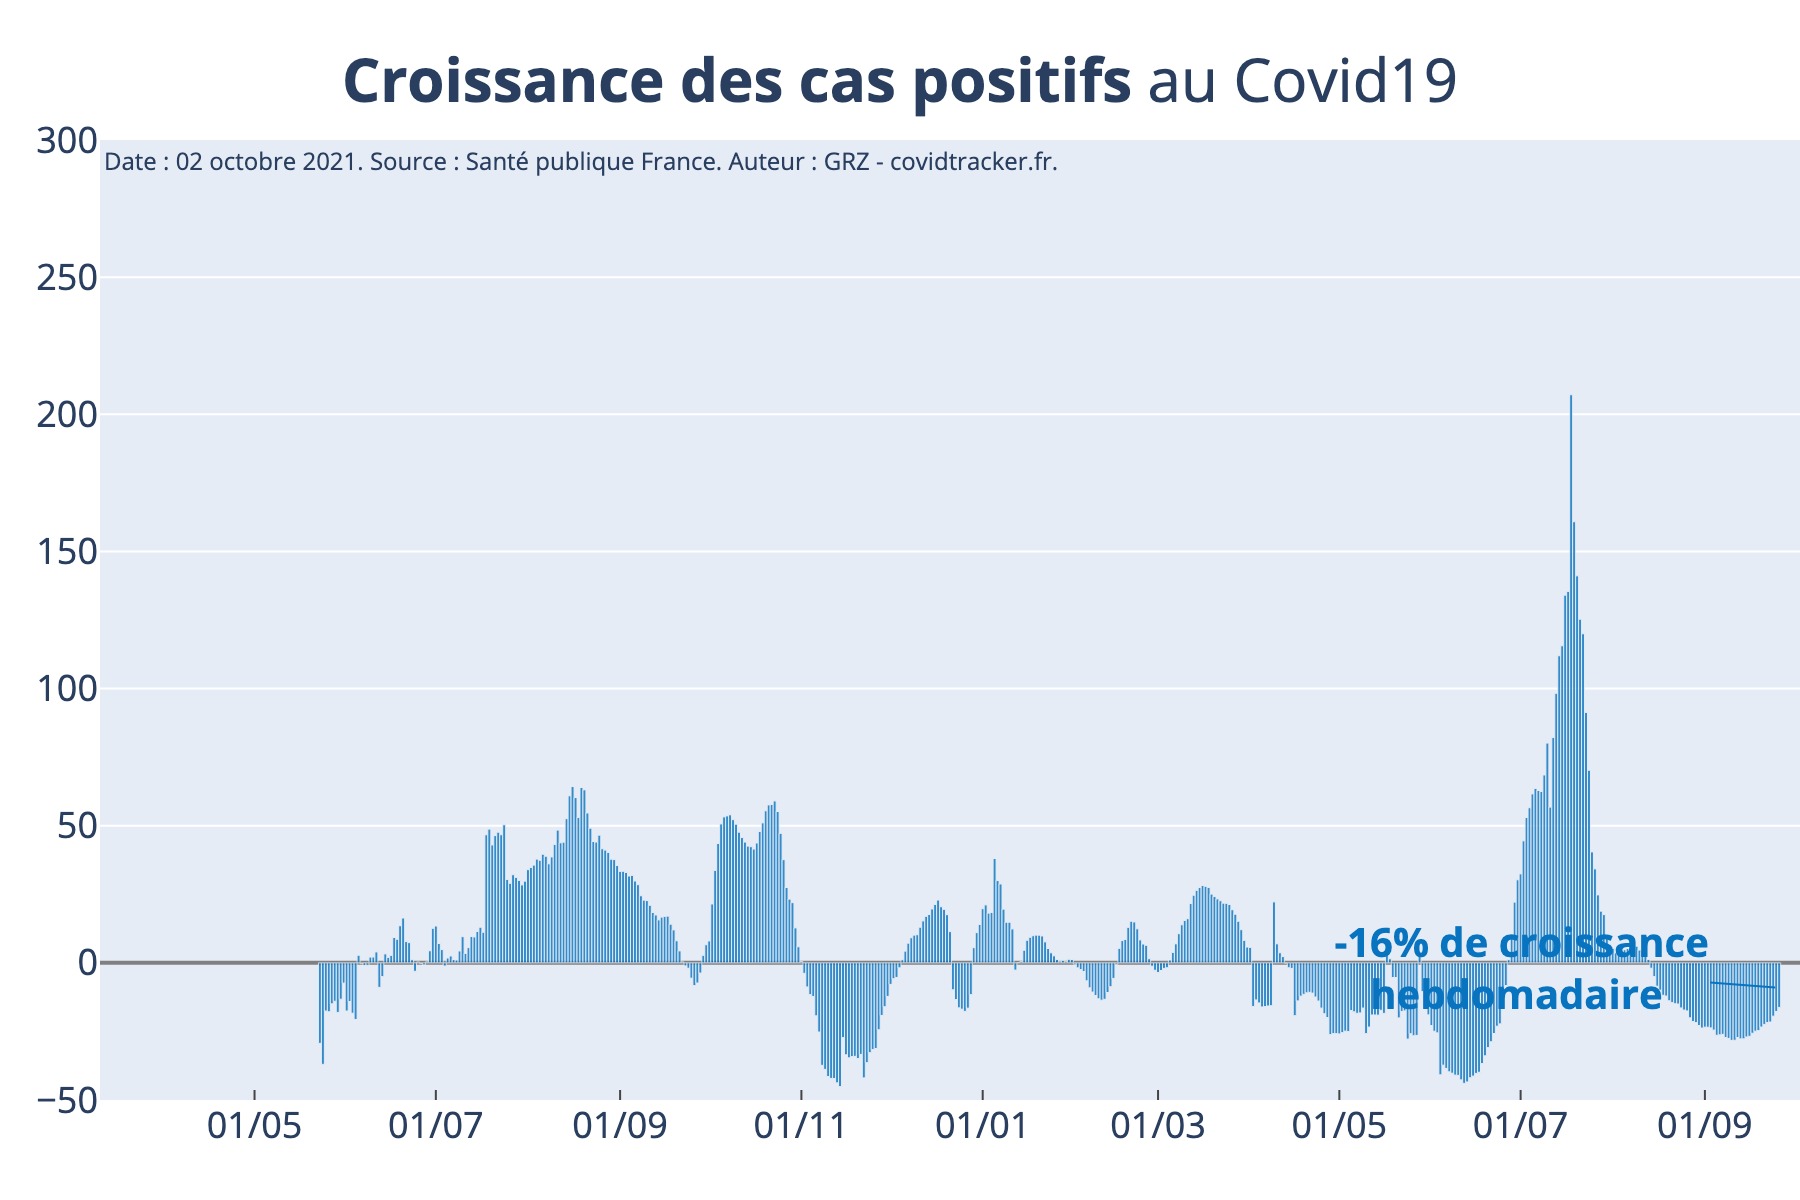 Croissance des cas positifs au Covid19
300
Date : 02 octobre 2021. Source : Santé publique France. Auteur : GRZ - covidtracker.fr.
250
200
150
100
50
0
-16% de croissance
hebdomadaire
−50
01/05 01/07 01/09 01/11 01/01 01/03 01/05 01/07 01/09